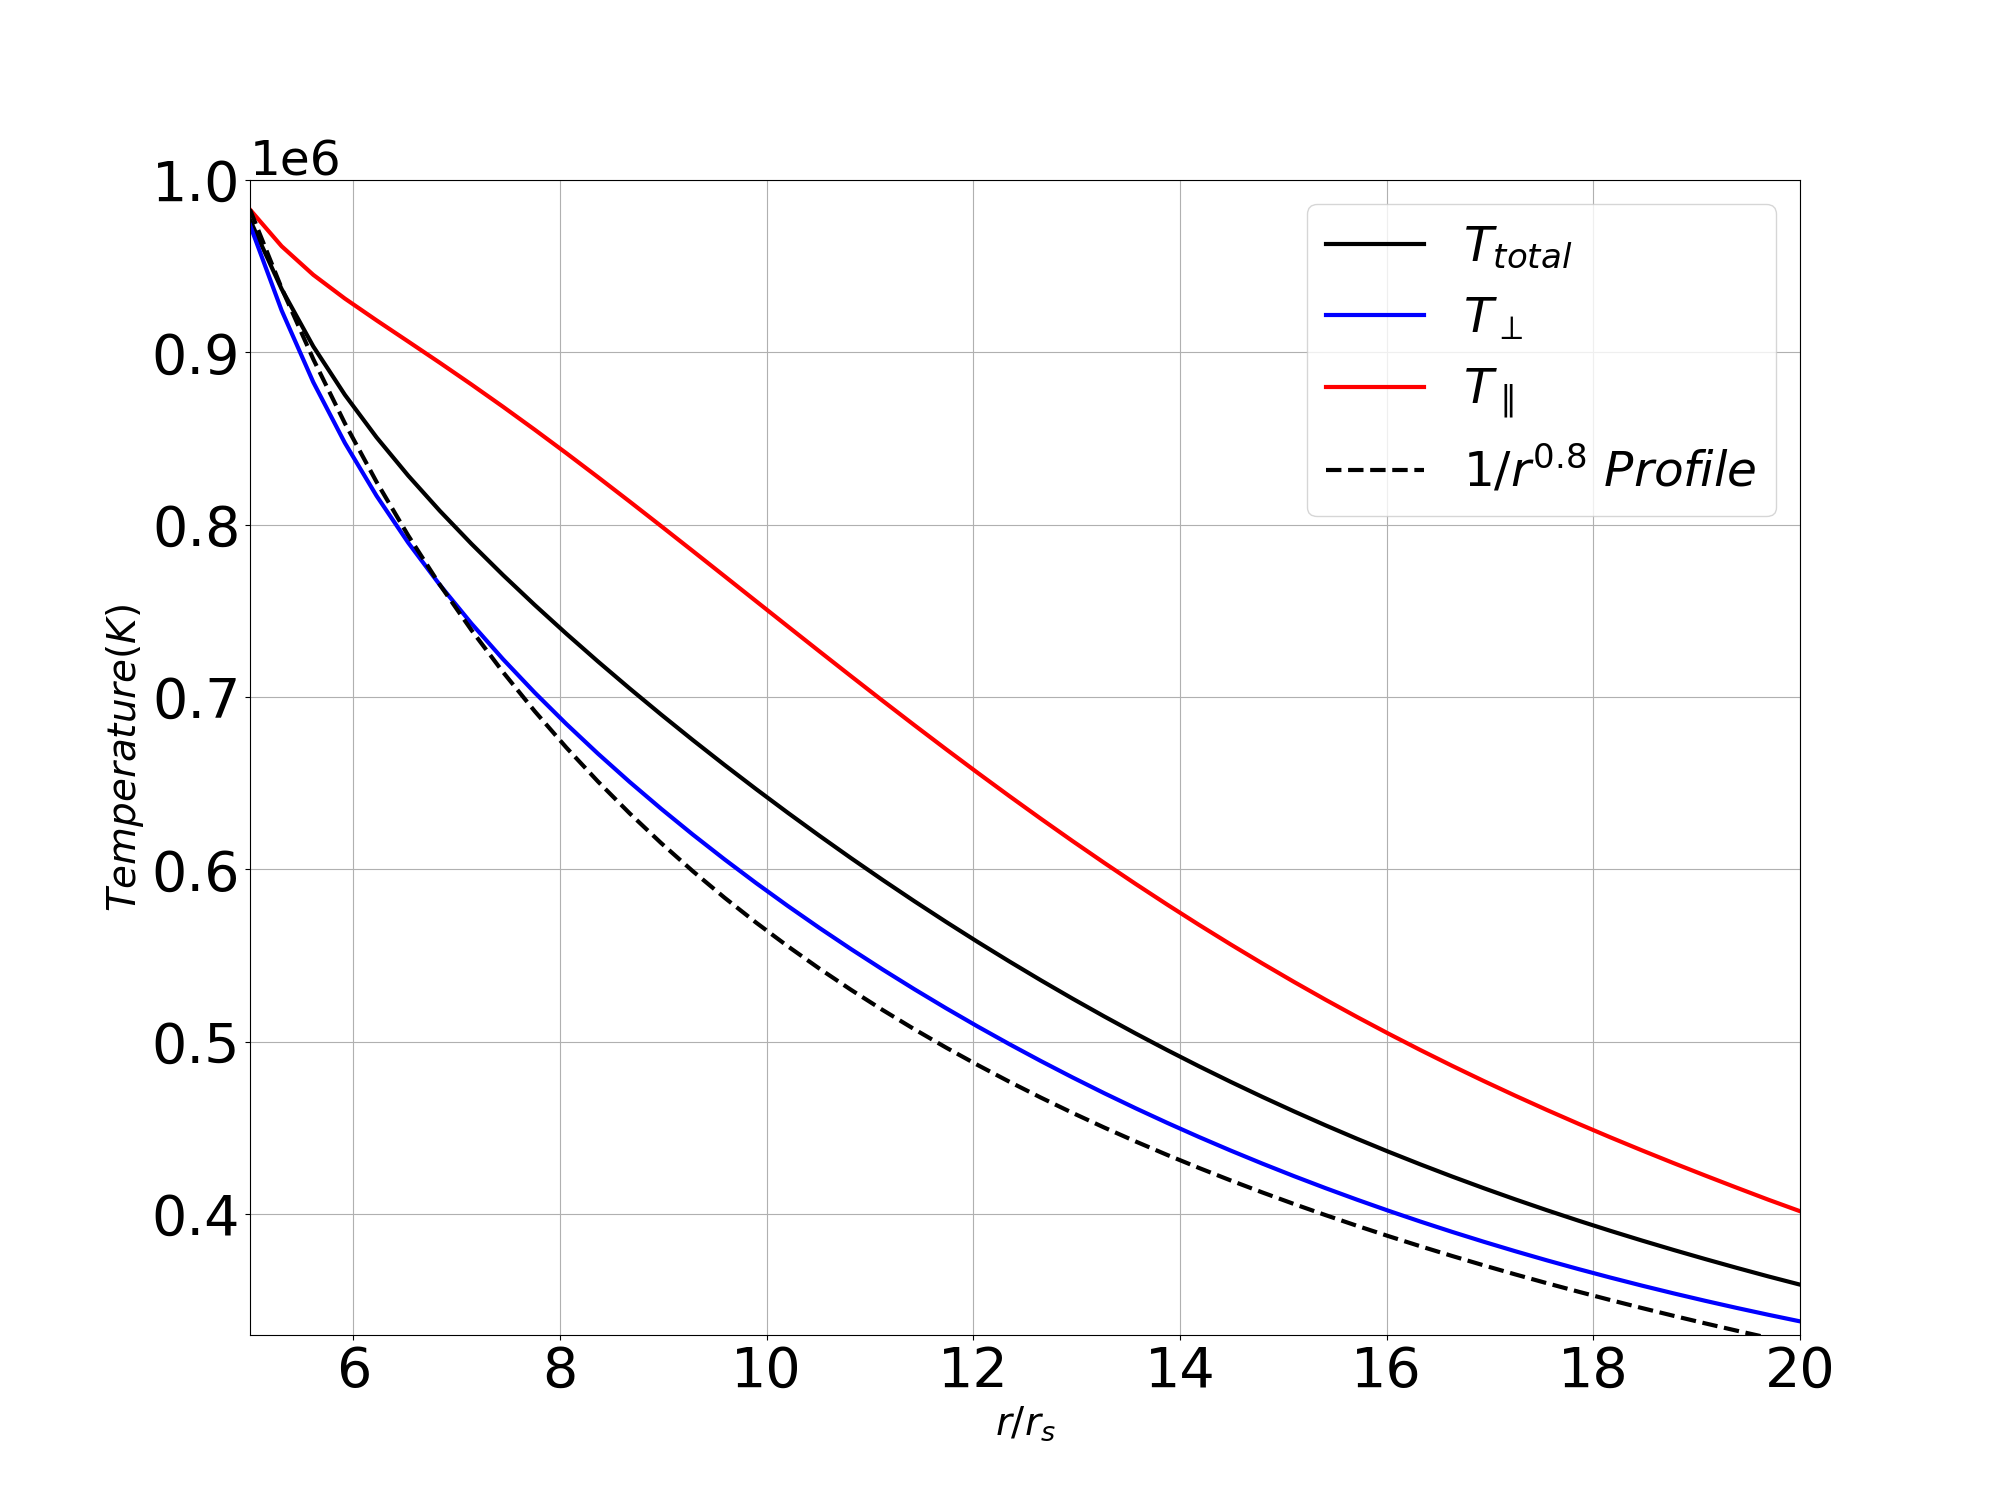 1e6
1.0
0.9
0.8
0.7
0.6
0.5
0.4
Temperature(K)
6 8 10 12 14 16 18 20
r/r_s
T_total
T_⊥
T_∥
1/r^0.8 Profile